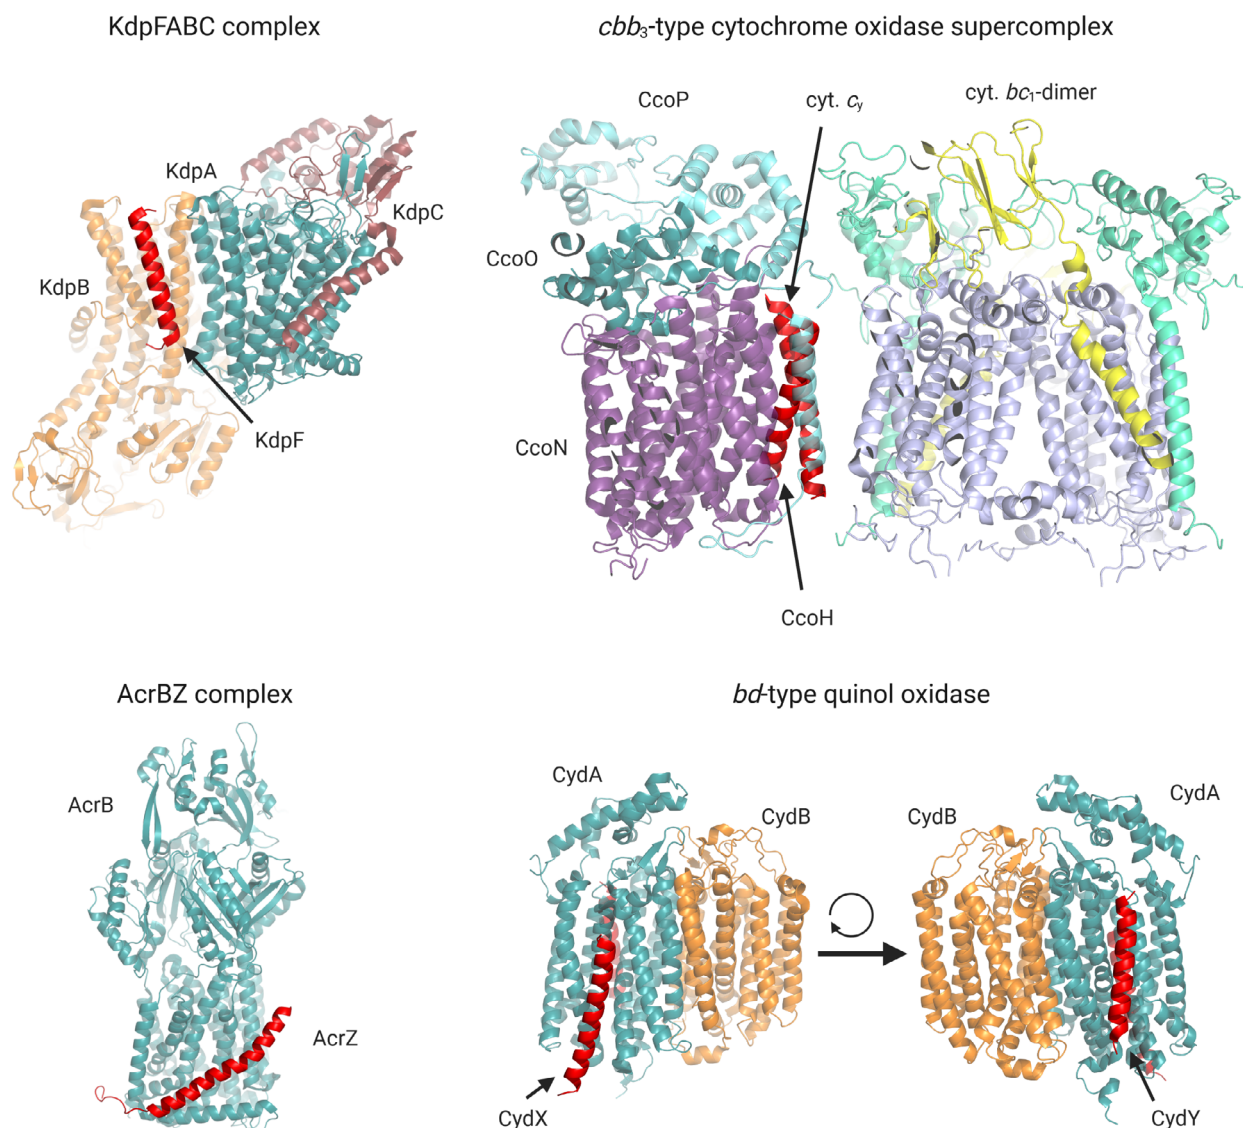 KdpFABC complex
cbb₃-type cytochrome oxidase supercomplex
KdpA
KdpC
KdpB
KdpF
CcoP
cyt. cᵧ
cyt. bc₁-dimer
CcoO
CcoN
CcoH
AcrBZ complex
bd-type quinol oxidase
AcrB
AcrZ
CydA
CydB
CydX
CydB
CydA
CydY